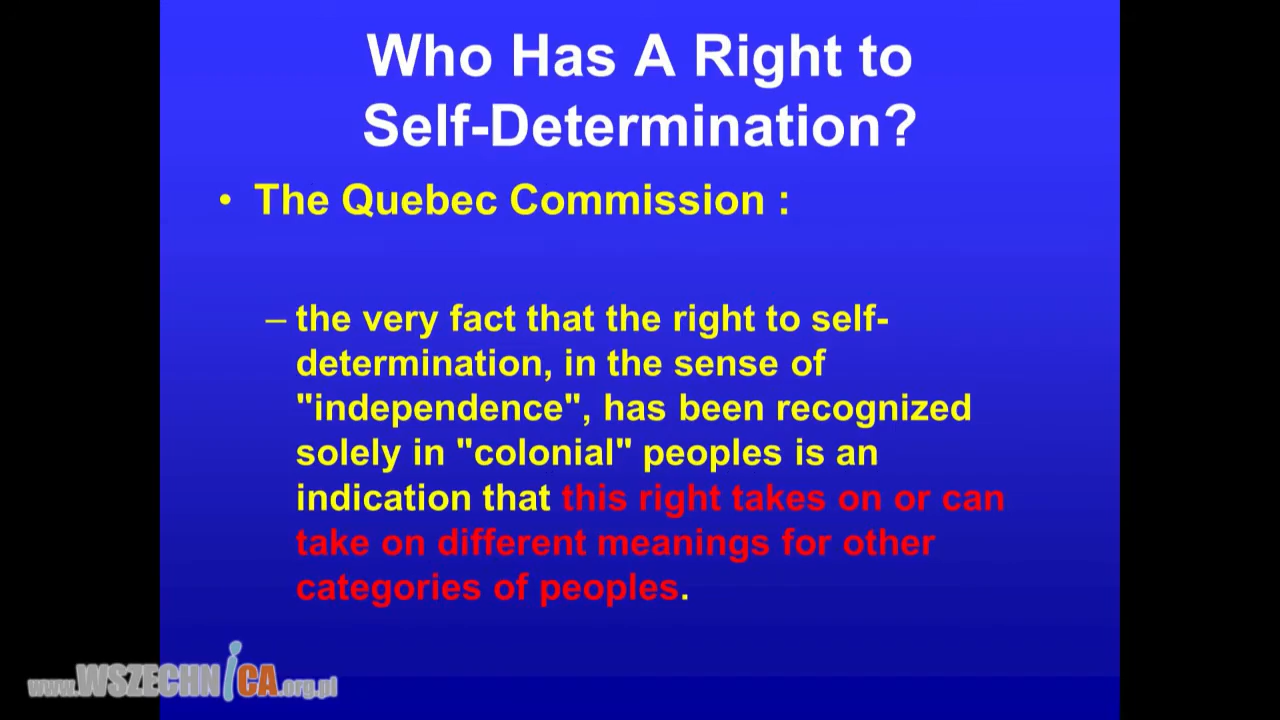 Who Has A Right to
Self-Determination?
• The Quebec Commission :
– the very fact that the right to self-
determination, in the sense of
"independence", has been recognized
solely in "colonial" peoples is an
indication that this right takes on or can
take on different meanings for other
categories of peoples.
www.WSZECHNiCA.org.pl